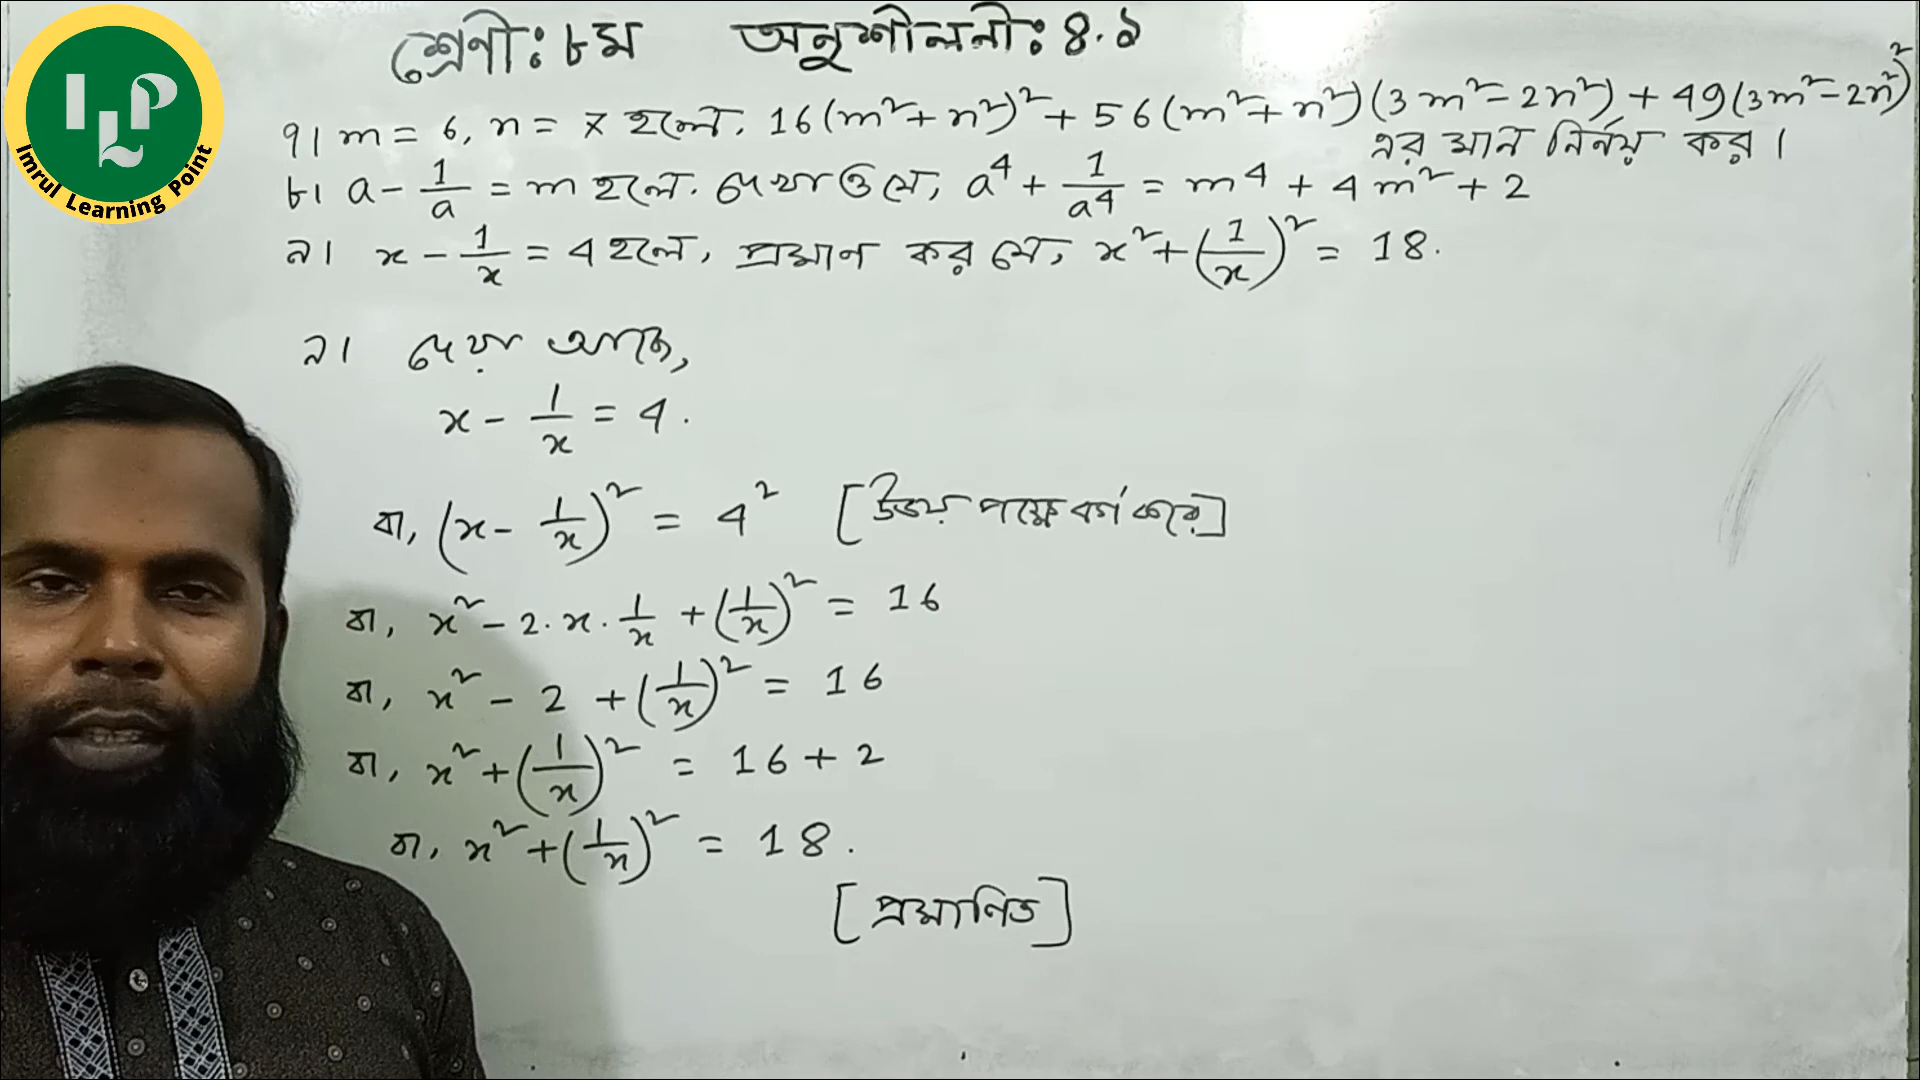 ILP
Imrul Learning Point
শ্রেণী: ৮ম অনুশীলনী: ৪.১
৭। m = 6, n = 7 হলে, 16(m²+n²)² + 56(m²+n²)(3m²-2n²) + 49(3m²-2n²)²
এর মান নির্নয় কর।
৮। a - 1/a = m হলে, দেখাও যে, a⁴ + 1/a⁴ = m⁴ + 4m² + 2
৯। x - 1/x = 4 হলে, প্রমান কর যে, x² + (1/x)² = 18.
৯। দেয়া আছে,
x - 1/x = 4.
বা, (x - 1/x)² = 4² [উভয় পক্ষে বর্গ করে]
বা, x² - 2.x.1/x + (1/x)² = 16
বা, x² - 2 + (1/x)² = 16
বা, x² + (1/x)² = 16 + 2
বা, x² + (1/x)² = 18.
[প্রমানিত]